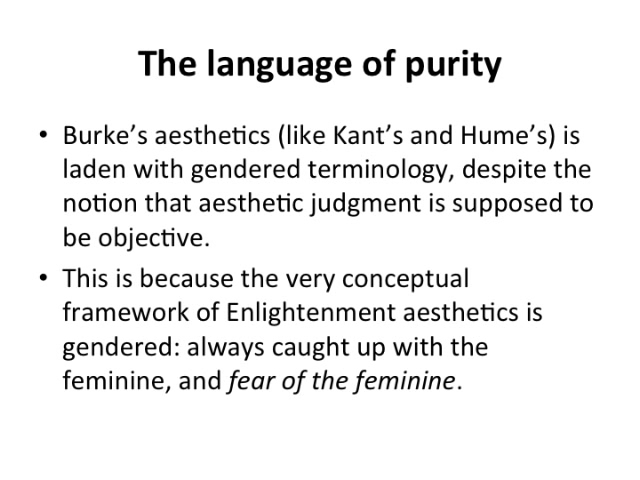 The language of purity
• Burke’s aesthetics (like Kant’s and Hume’s) is
laden with gendered terminology, despite the
notion that aesthetic judgment is supposed to
be objective.
• This is because the very conceptual
framework of Enlightenment aesthetics is
gendered: always caught up with the
feminine, and fear of the feminine.